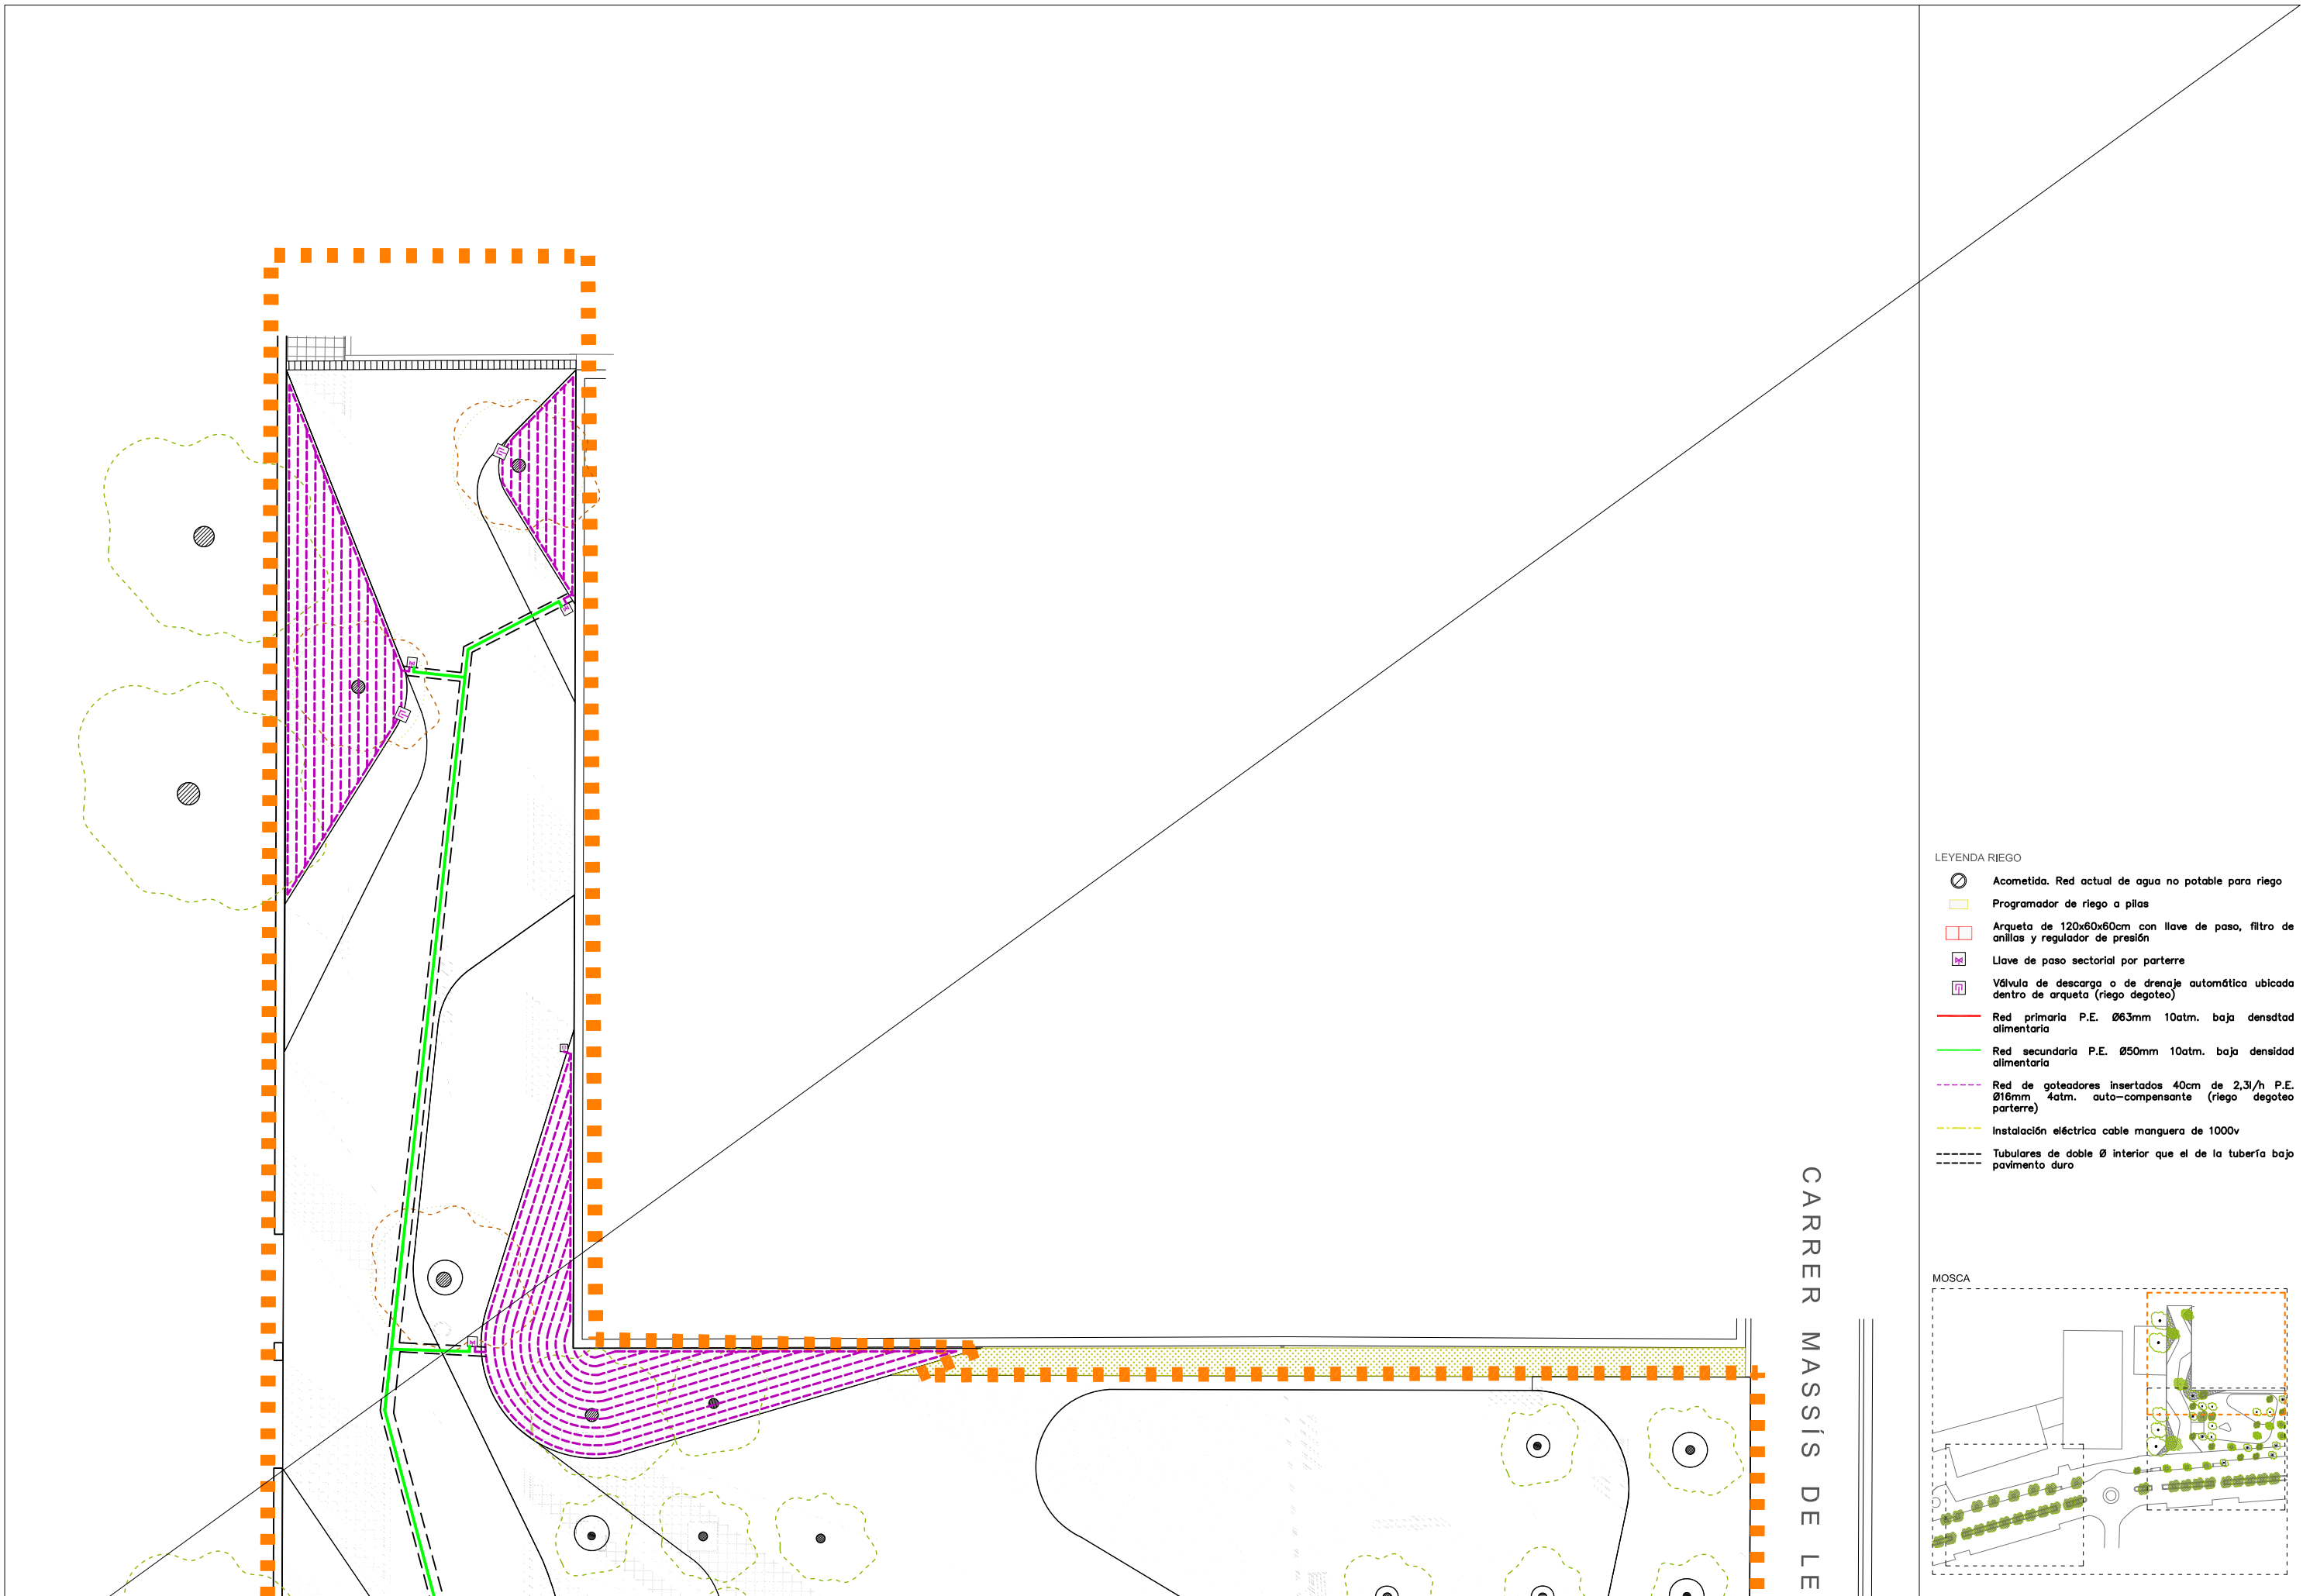 LEYENDA RIEGO
Acometida. Red actual de agua no potable para riego
Programador de riego a pilas
Arqueta de 120x60x60cm con llave de paso, filtro de
anillas y regulador de presión
Llave de paso sectorial por parterre
Válvula de descarga o de drenaje automática ubicada
dentro de arqueta (riego degoteo)
Red primaria P.E. Ø63mm 10atm. baja densdtad
alimentaria
Red secundaria P.E. Ø50mm 10atm. baja densidad
alimentaria
Red de goteadores insertados 40cm de 2,3l/h P.E.
Ø16mm 4atm. auto-compensante (riego degoteo
parterre)
Instalación eléctrica cable manguera de 1000v
Tubulares de doble Ø interior que el de la tubería bajo
pavimento duro
CARRER MASSÍS DE LE
MOSCA